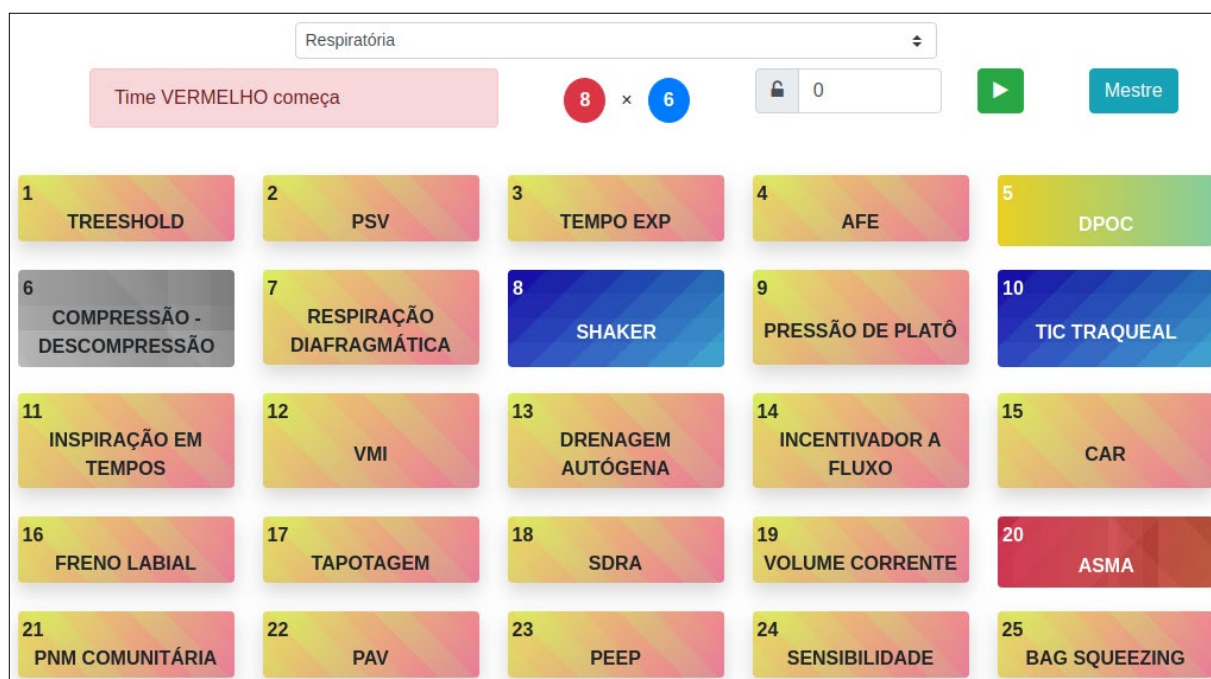 Respiratória
Time VERMELHO começa
8 × 6
0
Mestre
1
TREESHOLD
2
PSV
3
TEMPO EXP
4
AFE
5
DPOC
6
COMPRESSÃO -
DESCOMPRESSÃO
7
RESPIRAÇÃO
DIAFRAGMÁTICA
8
SHAKER
9
PRESSÃO DE PLATÔ
10
TIC TRAQUEAL
11
INSPIRAÇÃO EM
TEMPOS
12
VMI
13
DRENAGEM
AUTÓGENA
14
INCENTIVADOR A
FLUXO
15
CAR
16
FRENO LABIAL
17
TAPOTAGEM
18
SDRA
19
VOLUME CORRENTE
20
ASMA
21
PNM COMUNITÁRIA
22
PAV
23
PEEP
24
SENSIBILIDADE
25
BAG SQUEEZING